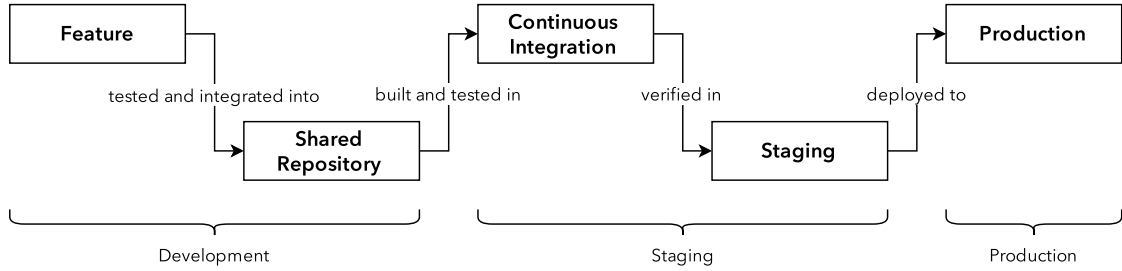 Feature
Continuous
Integration
Production
tested and integrated into
built and tested in
verified in
deployed to
Shared
Repository
Staging
Development
Staging
Production